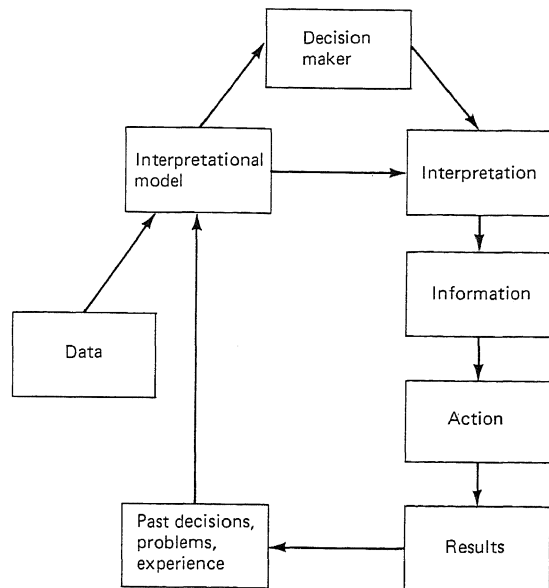 Decision
maker
Interpretational
model
Interpretation
Information
Data
Action
Past decisions,
problems,
experience
Results